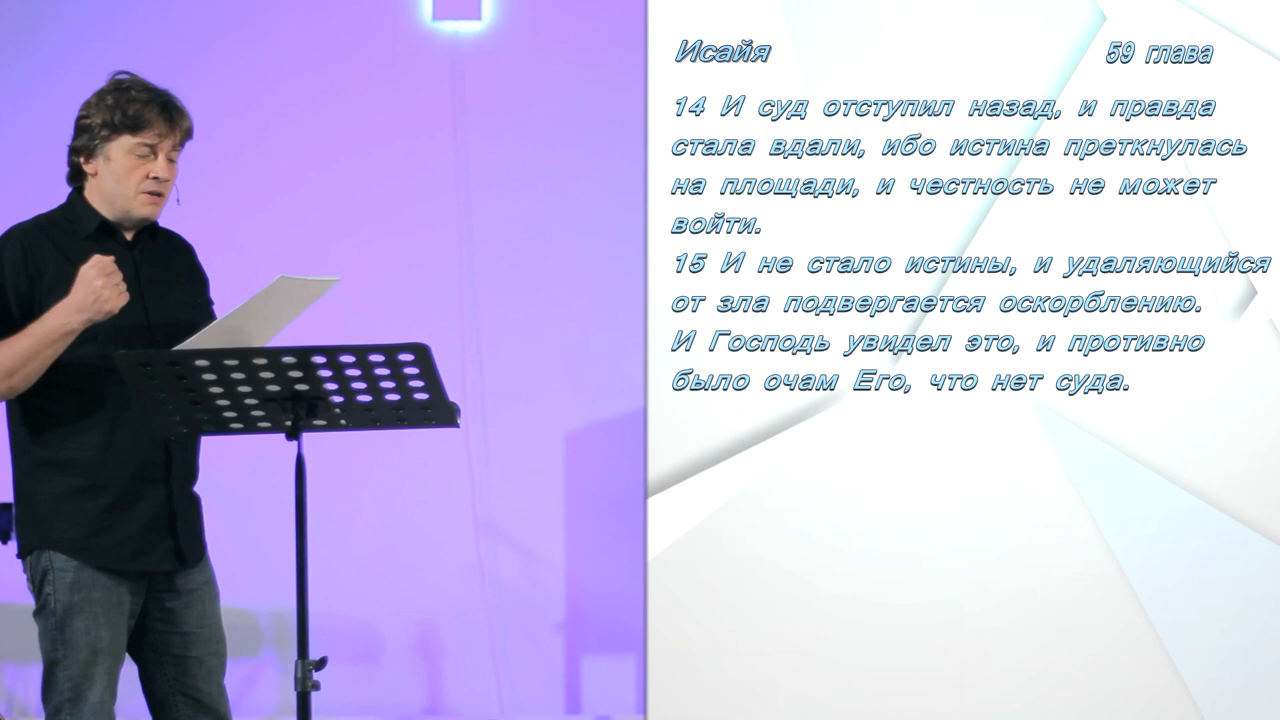 Исайя 59 глава
14 И суд отступил назад, и правда
стала вдали, ибо истина преткнулась
на площади, и честность не может
войти.
15 И не стало истины, и удаляющийся
от зла подвергается оскорблению.
И Господь увидел это, и противно
было очам Его, что нет суда.